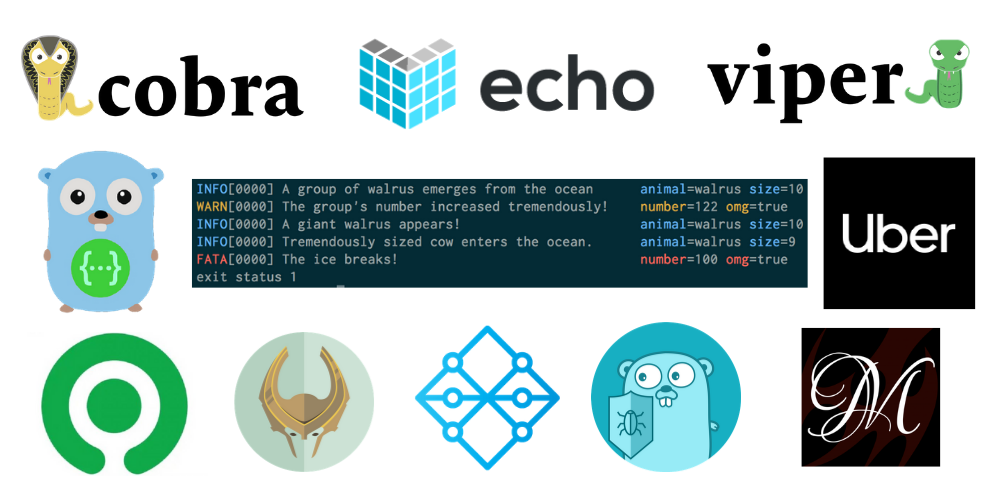 cobra
echo
viper
{...}
INFO[0000] A group of walrus emerges from the ocean animal=walrus size=10
WARN[0000] The group's number increased tremendously! number=122 omg=true
INFO[0000] A giant walrus appears! animal=walrus size=10
INFO[0000] Tremendously sized cow enters the ocean. animal=walrus size=9
FATA[0000] The ice breaks! number=100 omg=true
exit status 1
Uber
M